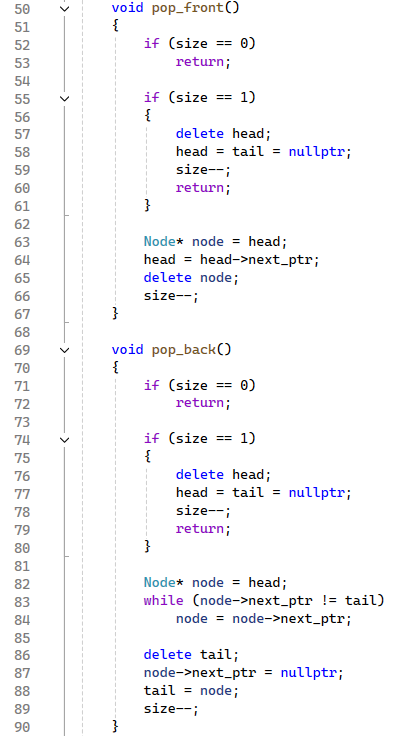 50 void pop_front()
51 {
52     if (size == 0)
53         return;
54
55     if (size == 1)
56     {
57         delete head;
58         head = tail = nullptr;
59         size--;
60         return;
61     }
62
63     Node* node = head;
64     head = head->next_ptr;
65     delete node;
66     size--;
67 }
68
69 void pop_back()
70 {
71     if (size == 0)
72         return;
73
74     if (size == 1)
75     {
76         delete head;
77         head = tail = nullptr;
78         size--;
79         return;
80     }
81
82     Node* node = head;
83     while (node->next_ptr != tail)
84         node = node->next_ptr;
85
86     delete tail;
87     node->next_ptr = nullptr;
88     tail = node;
89     size--;
90 }